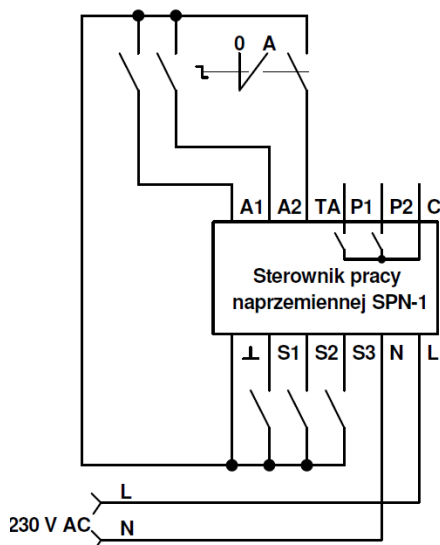 0 A
A1 A2 TA P1 P2 C
Sterownik pracy
naprzemiennej SPN-1
⊥ S1 S2 S3 N L
L
230 V AC
N